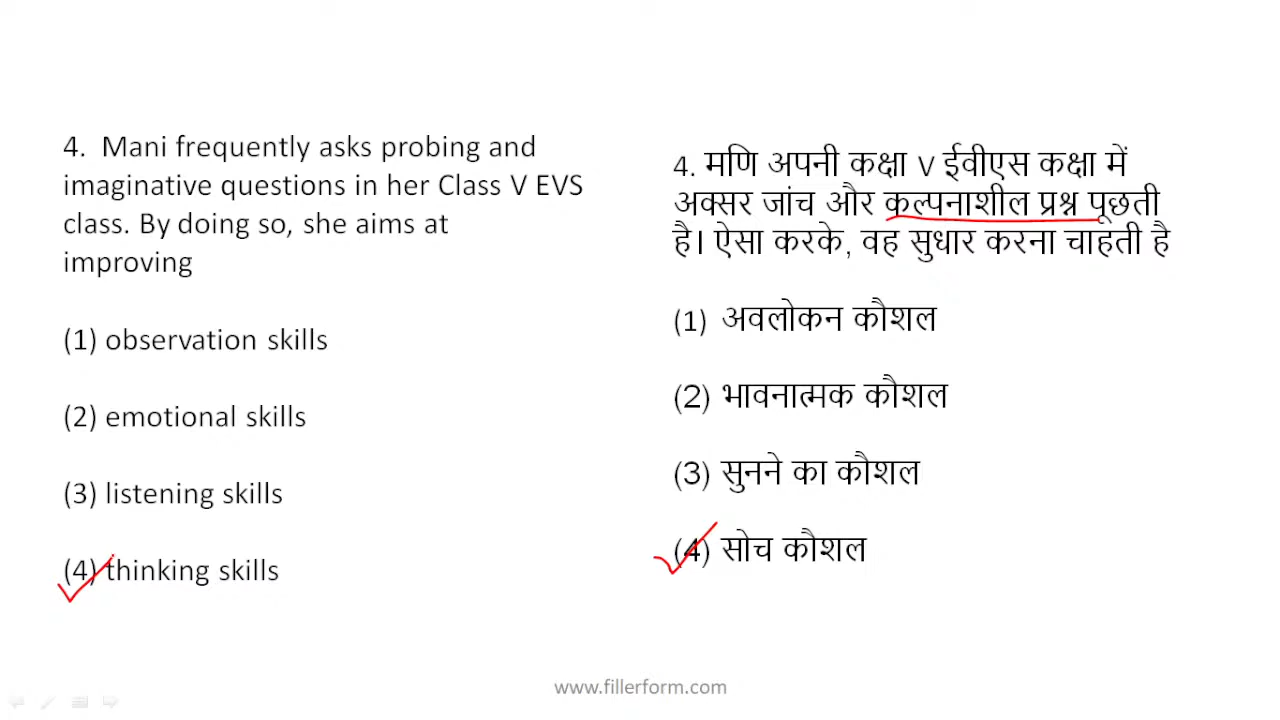 4. Mani frequently asks probing and
imaginative questions in her Class V EVS
class. By doing so, she aims at
improving
(1) observation skills
(2) emotional skills
(3) listening skills
(4) thinking skills
4. मणि अपनी कक्षा V ईवीएस कक्षा में
अक्सर जांच और कल्पनाशील प्रश्न पूछती
है। ऐसा करके, वह सुधार करना चाहती है
(1) अवलोकन कौशल
(2) भावनात्मक कौशल
(3) सुनने का कौशल
(4) सोच कौशल
www.fillerform.com